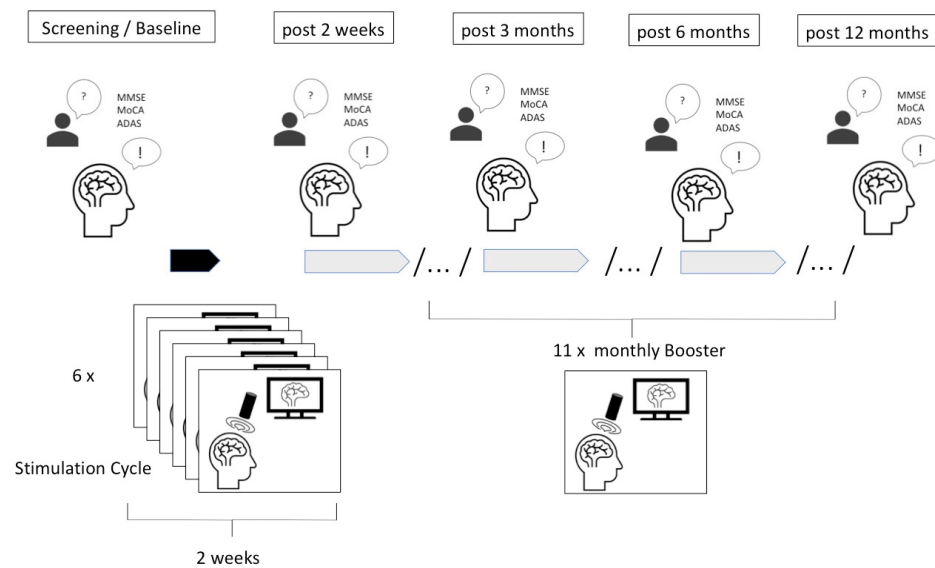 Screening / Baseline
post 2 weeks
post 3 months
post 6 months
post 12 months
?
MMSE
MoCA
ADAS
!
?
MMSE
MoCA
ADAS
!
?
MMSE
MoCA
ADAS
!
?
MMSE
MoCA
ADAS
!
?
MMSE
MoCA
ADAS
!
/... /
/... /
/... /
6 x
Stimulation Cycle
2 weeks
11 x monthly Booster